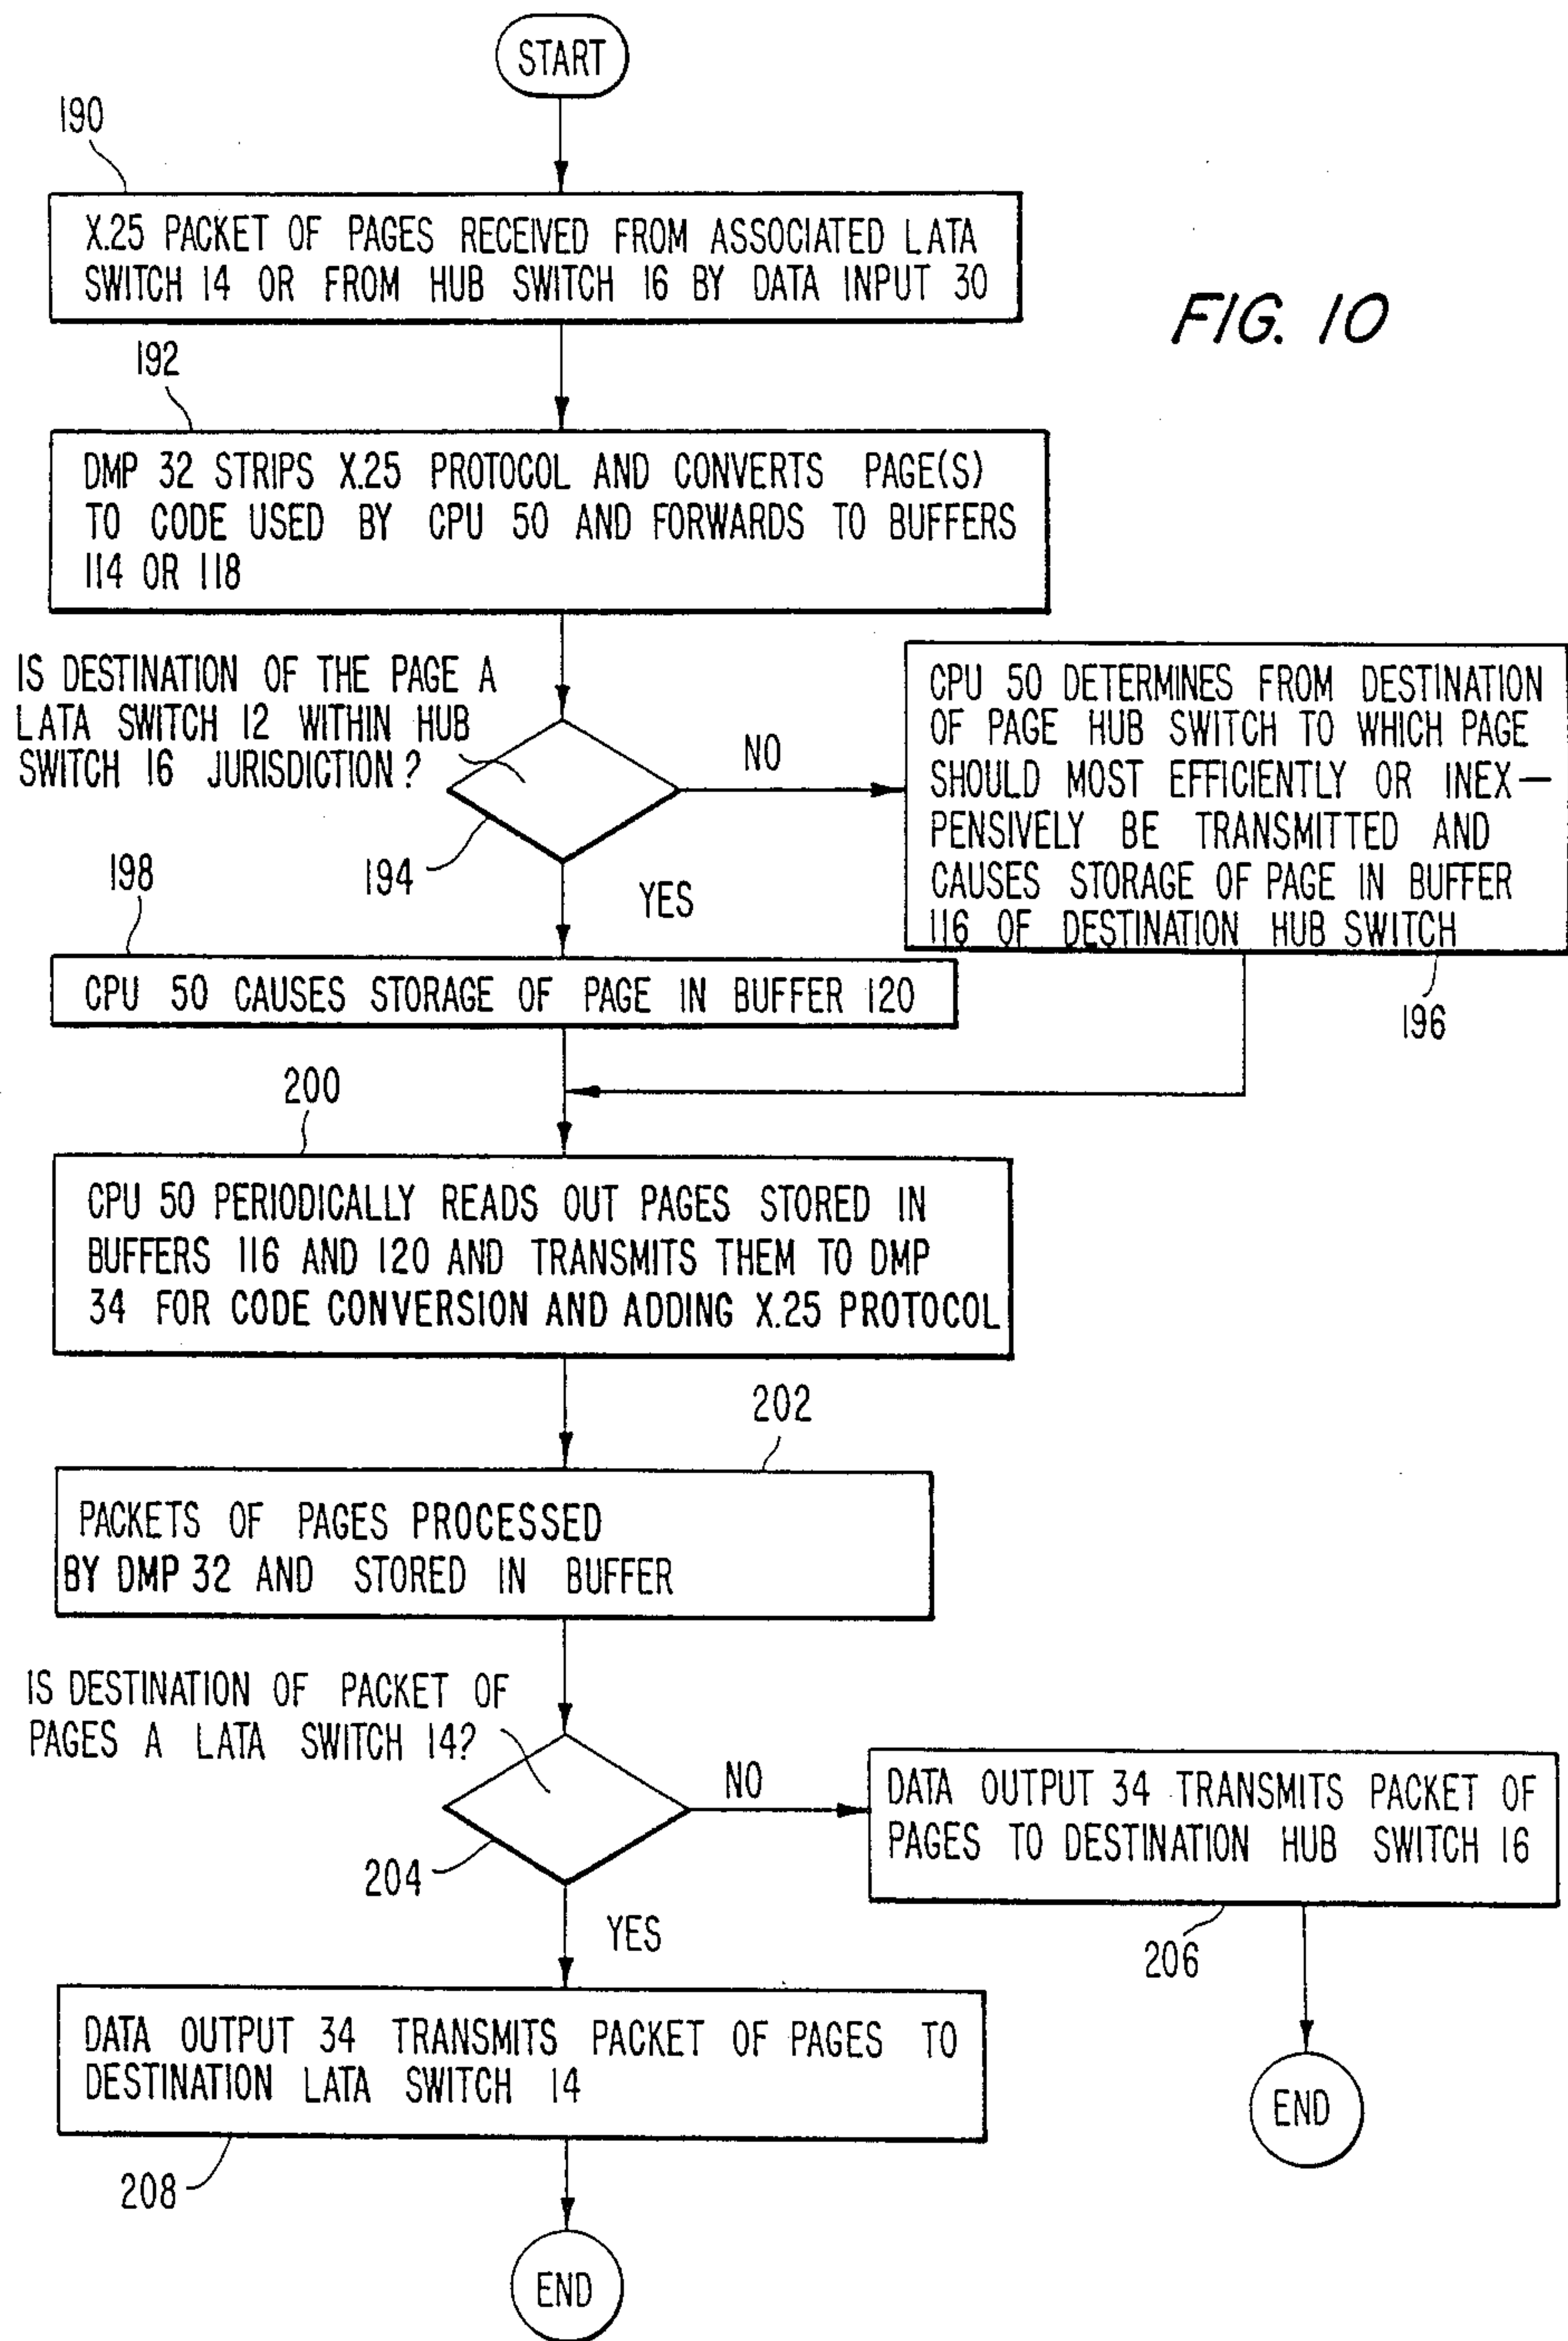 START
190
X.25 PACKET OF PAGES RECEIVED FROM ASSOCIATED LATA
SWITCH 14 OR FROM HUB SWITCH 16 BY DATA INPUT 30
FIG. 10
192
DMP 32 STRIPS X.25 PROTOCOL AND CONVERTS PAGE(S)
TO CODE USED BY CPU 50 AND FORWARDS TO BUFFERS
114 OR 118
IS DESTINATION OF THE PAGE A
LATA SWITCH 12 WITHIN HUB
SWITCH 16 JURISDICTION?
194
NO
YES
CPU 50 DETERMINES FROM DESTINATION
OF PAGE HUB SWITCH TO WHICH PAGE
SHOULD MOST EFFICIENTLY OR INEX—
PENSIVELY BE TRANSMITTED AND
CAUSES STORAGE OF PAGE IN BUFFER
116 OF DESTINATION HUB SWITCH
196
198
CPU 50 CAUSES STORAGE OF PAGE IN BUFFER 120
200
CPU 50 PERIODICALLY READS OUT PAGES STORED IN
BUFFERS 116 AND 120 AND TRANSMITS THEM TO DMP
34 FOR CODE CONVERSION AND ADDING X.25 PROTOCOL
202
PACKETS OF PAGES PROCESSED
BY DMP 32 AND STORED IN BUFFER
IS DESTINATION OF PACKET OF
PAGES A LATA SWITCH 14?
204
NO
YES
DATA OUTPUT 34 TRANSMITS PACKET OF
PAGES TO DESTINATION HUB SWITCH 16
206
END
DATA OUTPUT 34 TRANSMITS PACKET OF PAGES TO
DESTINATION LATA SWITCH 14
208
END